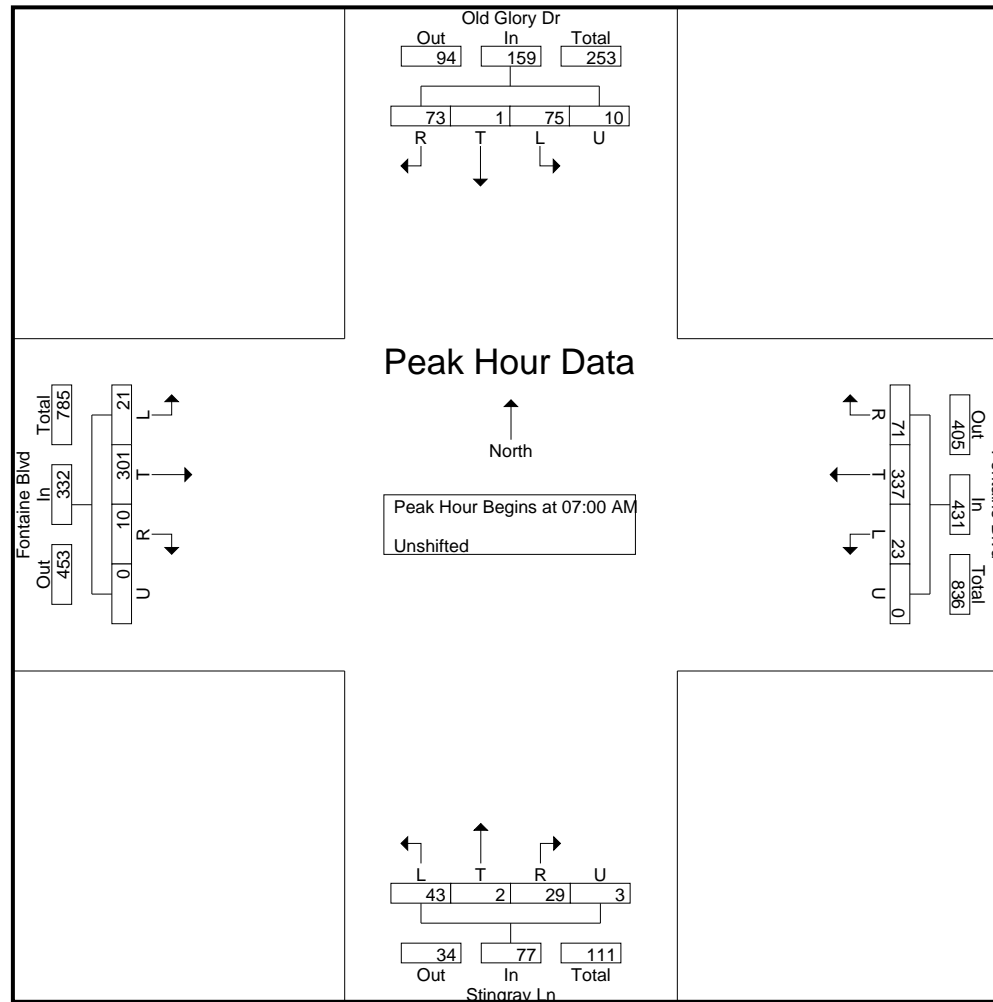 Old Glory Dr
Out In Total
94 159 253
73 1 75 10
R T L U
Peak Hour Data
North
Peak Hour Begins at 07:00 AM
Unshifted
Fontaine Blvd
Total In Out
785 332 453
21 301 10 0
L T R U
Out In Total
405 431 836
71 337 23 0
R T L U
L T R U
43 2 29 3
34 77 111
Out In Total
Stingray Ln